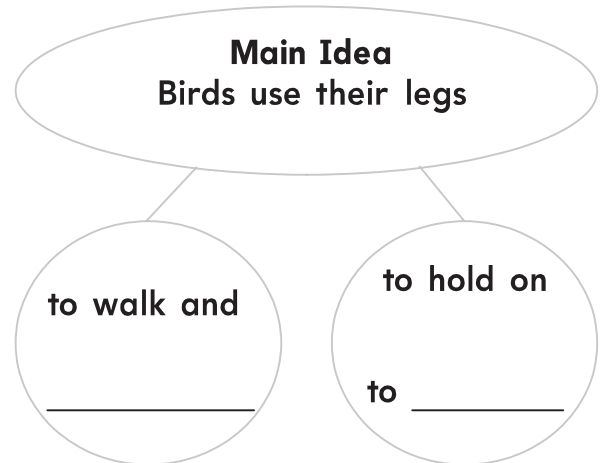 Main Idea
Birds use their legs
to walk and
to hold on
to